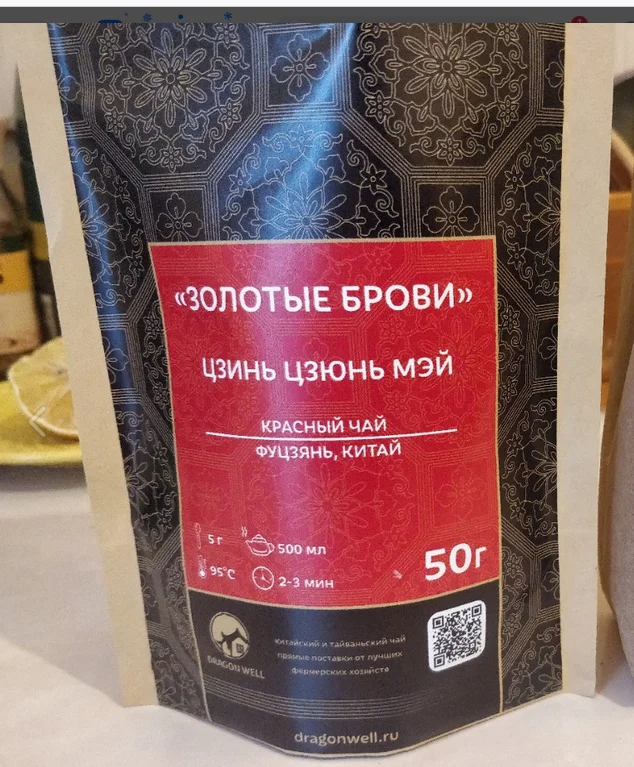 «ЗОЛОТЫЕ БРОВИ»
ЦЗИНЬ ЦЗЮНЬ МЭЙ
КРАСНЫЙ ЧАЙ
ФУЦЗЯНЬ, КИТАЙ
5 г
500 мл
95°C
2-3 мин
50г
DRAGON WELL
китайский и тайваньский чай
прямые поставки от лучших
фермерских хозяйств
dragonwell.ru